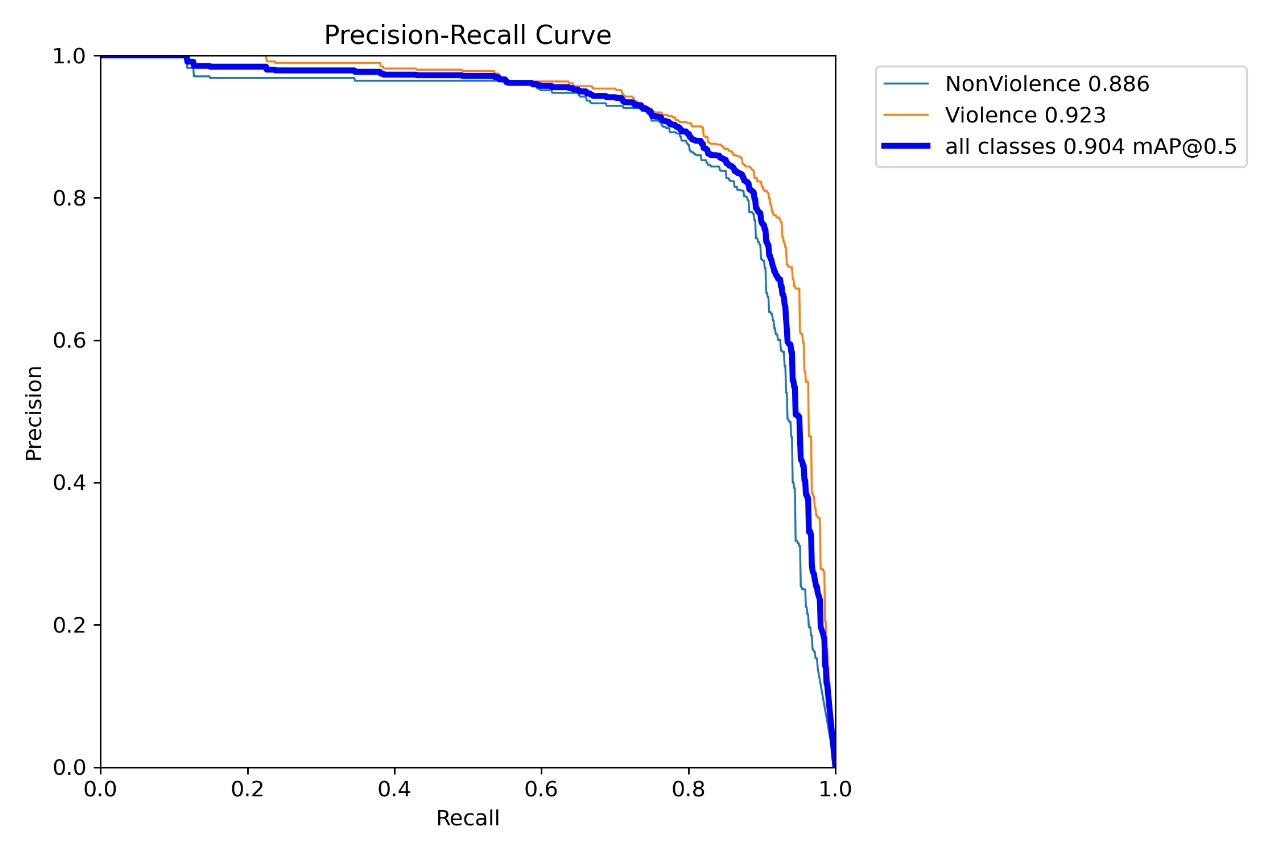 Precision-Recall Curve
NonViolence 0.886
Violence 0.923
all classes 0.904 mAP@0.5
Precision
1.0
0.8
0.6
0.4
0.2
0.0
0.0 0.2 0.4 0.6 0.8 1.0
Recall